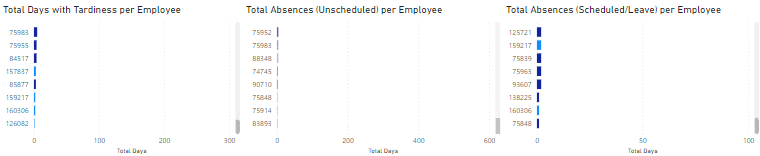 Total Days with Tardiness per Employee
75983
75955
84517
157837
85877
159217
160306
126082
0 100 200 300
Total Days
Total Absences (Unscheduled) per Employee
75952
75983
88348
74745
90710
75848
75914
83893
0 200 400 600
Total Days
Total Absences (Scheduled/Leave) per Employee
125721
159217
75839
75963
93607
138225
160306
75848
0 50 100
Total Days